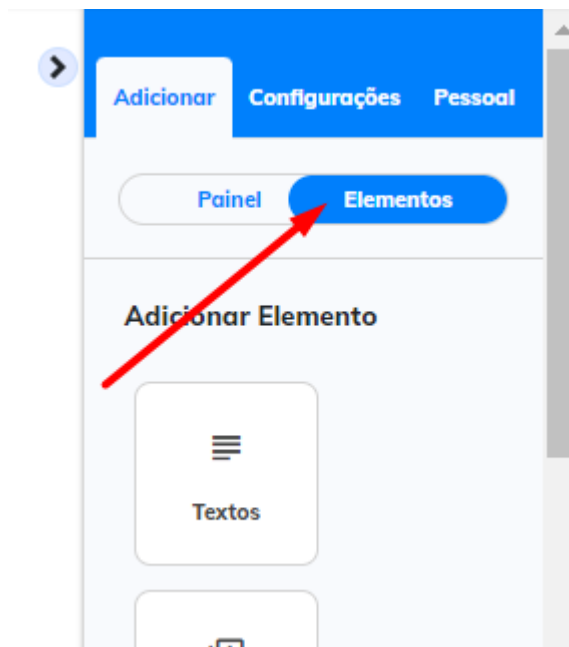 Adicionar Configurações Pessoal
Painel Elementos
Adicionar Elemento
Textos